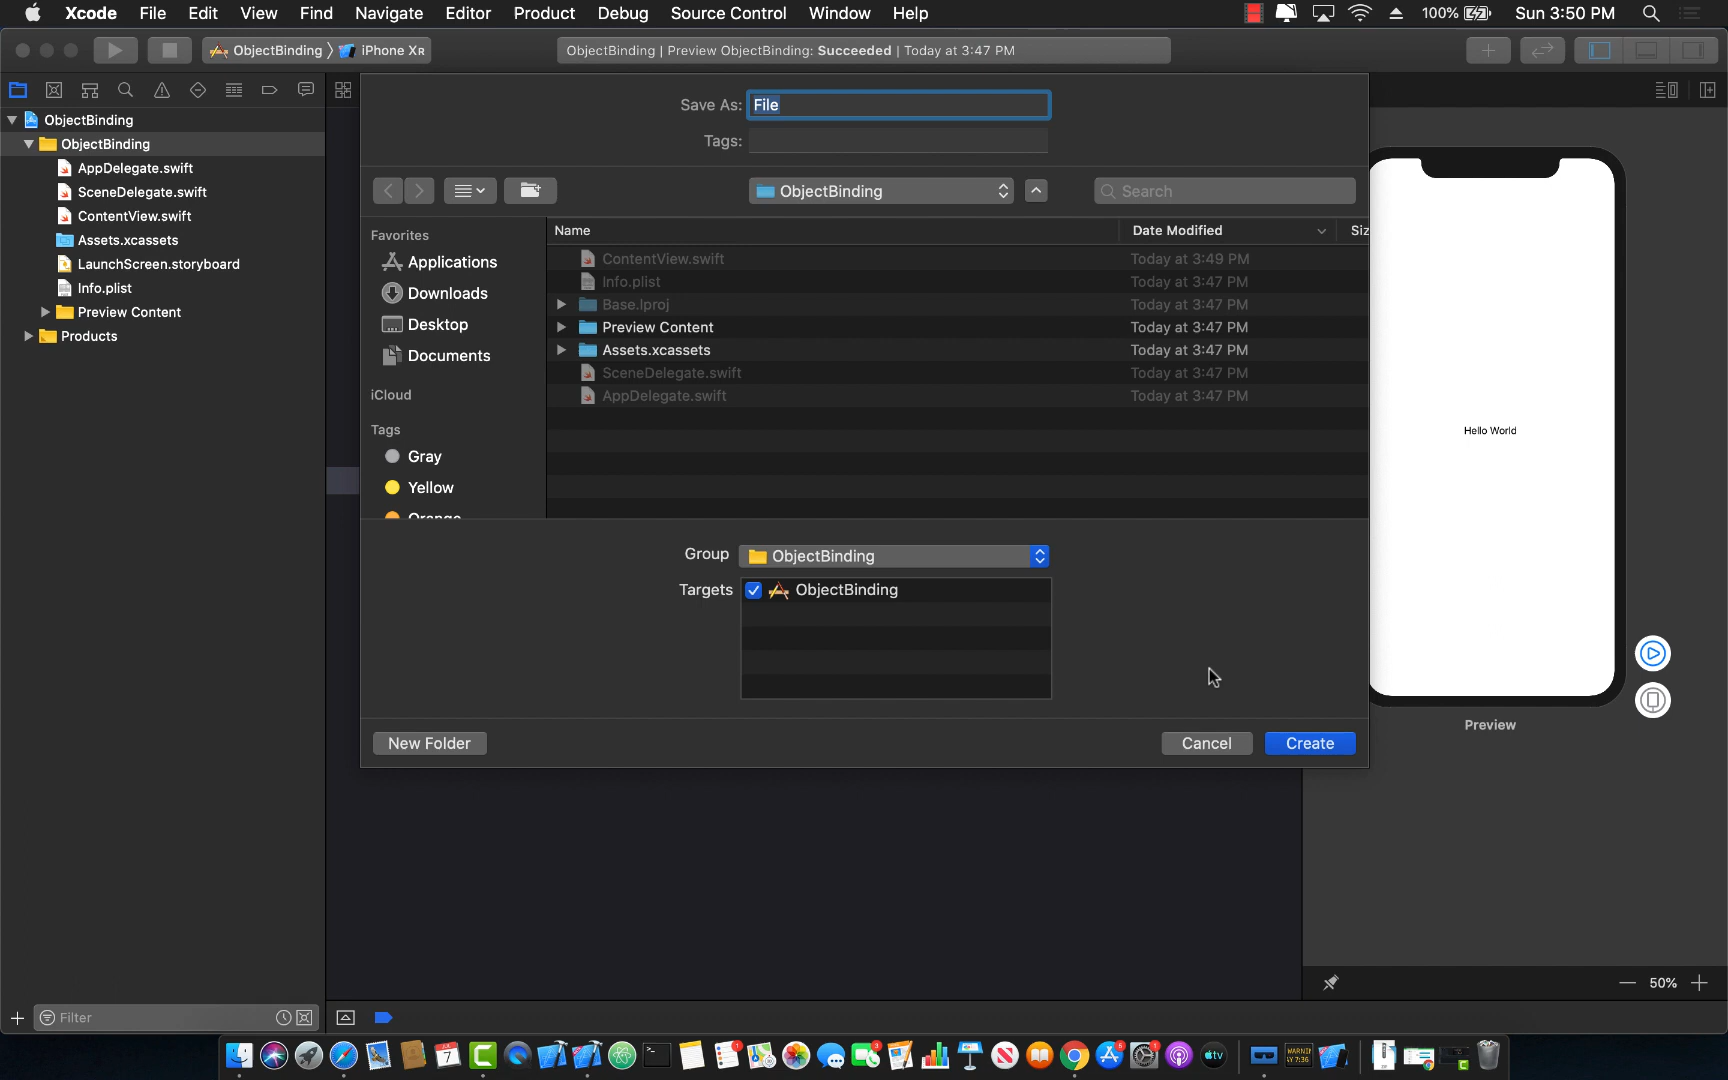 Xcode File Edit View Find Navigate Editor Product Debug Source Control Window Help 100% Sun 3:50 PM
ObjectBinding iPhone XR ObjectBinding | Preview ObjectBinding: Succeeded | Today at 3:47 PM
ObjectBinding
ObjectBinding
AppDelegate.swift
SceneDelegate.swift
ContentView.swift
Assets.xcassets
LaunchScreen.storyboard
Info.plist
Preview Content
Products
Save As: File
Tags:
ObjectBinding Search
Favorites
Applications
Downloads
Desktop
Documents
iCloud
Tags
Gray
Yellow
Orange
Name Date Modified Siz
ContentView.swift Today at 3:49 PM
Info.plist Today at 3:47 PM
Base.lproj Today at 3:47 PM
Preview Content Today at 3:47 PM
Assets.xcassets Today at 3:47 PM
SceneDelegate.swift Today at 3:47 PM
AppDelegate.swift Today at 3:47 PM
Group ObjectBinding
Targets ObjectBinding
New Folder Cancel Create
Hello World
Preview
50%
Filter